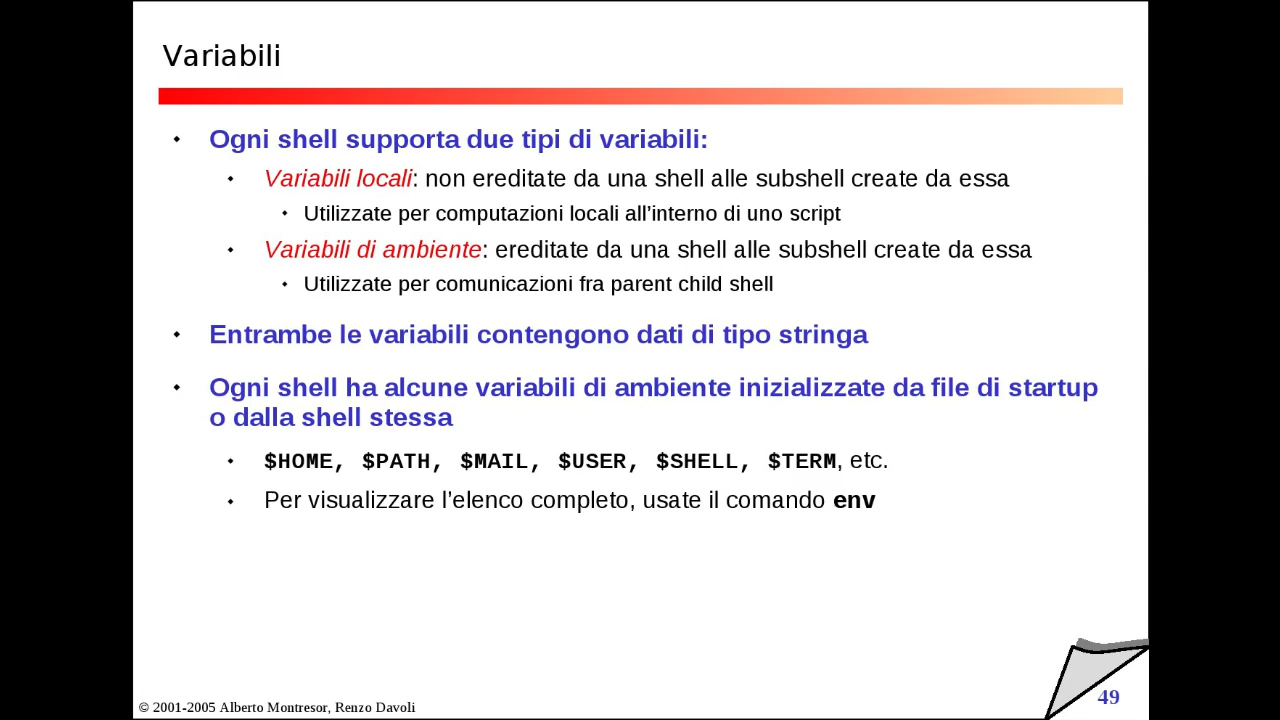 Variabili
Ogni shell supporta due tipi di variabili:
Variabili locali: non ereditate da una shell alle subshell create da essa
Utilizzate per computazioni locali all’interno di uno script
Variabili di ambiente: ereditate da una shell alle subshell create da essa
Utilizzate per comunicazioni fra parent child shell
Entrambe le variabili contengono dati di tipo stringa
Ogni shell ha alcune variabili di ambiente inizializzate da file di startup
o dalla shell stessa
$HOME, $PATH, $MAIL, $USER, $SHELL, $TERM, etc.
Per visualizzare l’elenco completo, usate il comando env
© 2001-2005 Alberto Montresor, Renzo Davoli
49